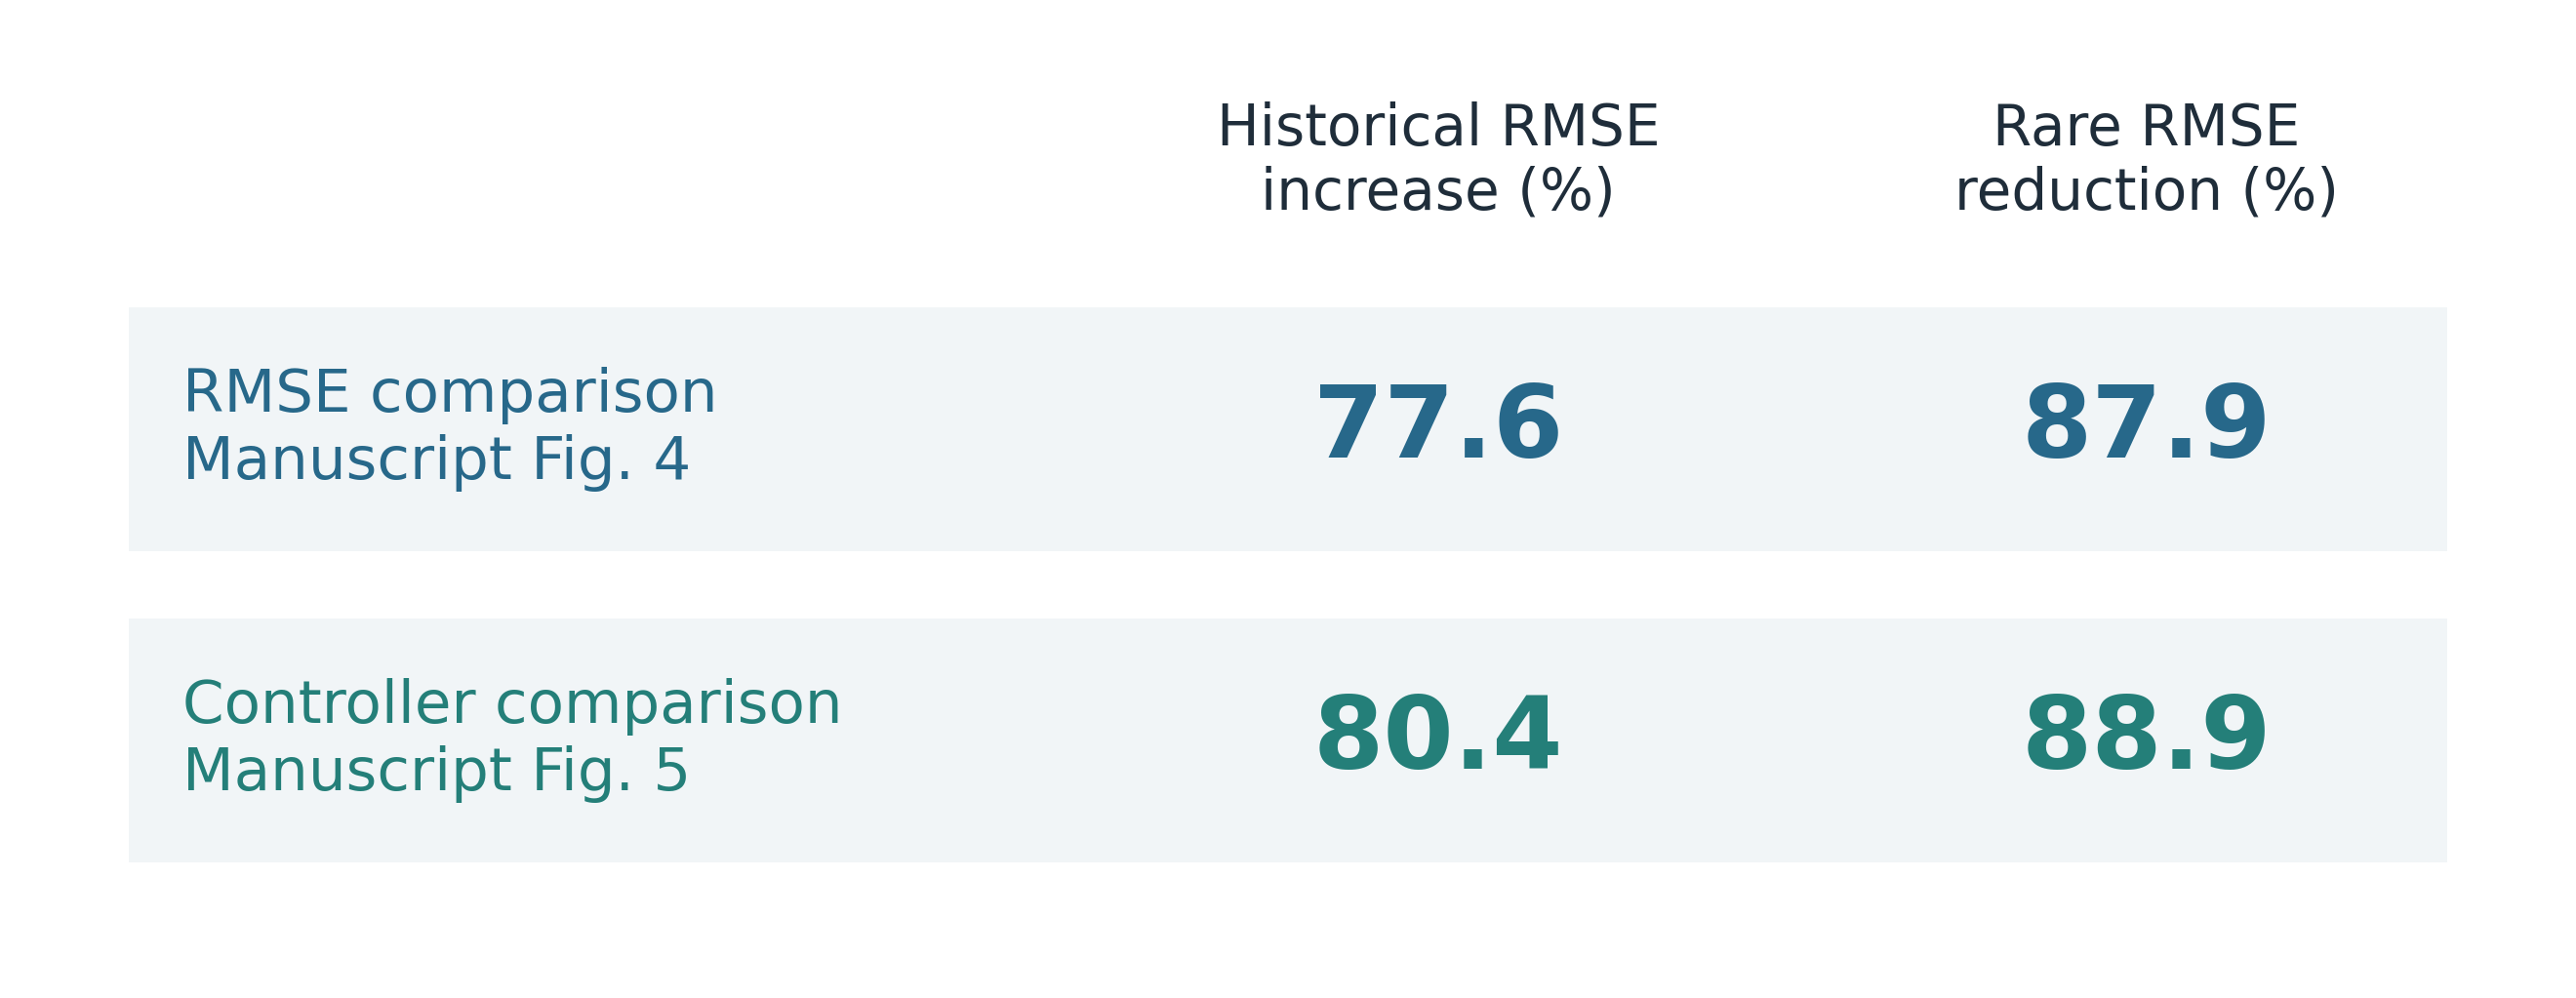 Historical RMSE
increase (%)
Rare RMSE
reduction (%)
RMSE comparison
Manuscript Fig. 4
77.6
87.9
Controller comparison
Manuscript Fig. 5
80.4
88.9